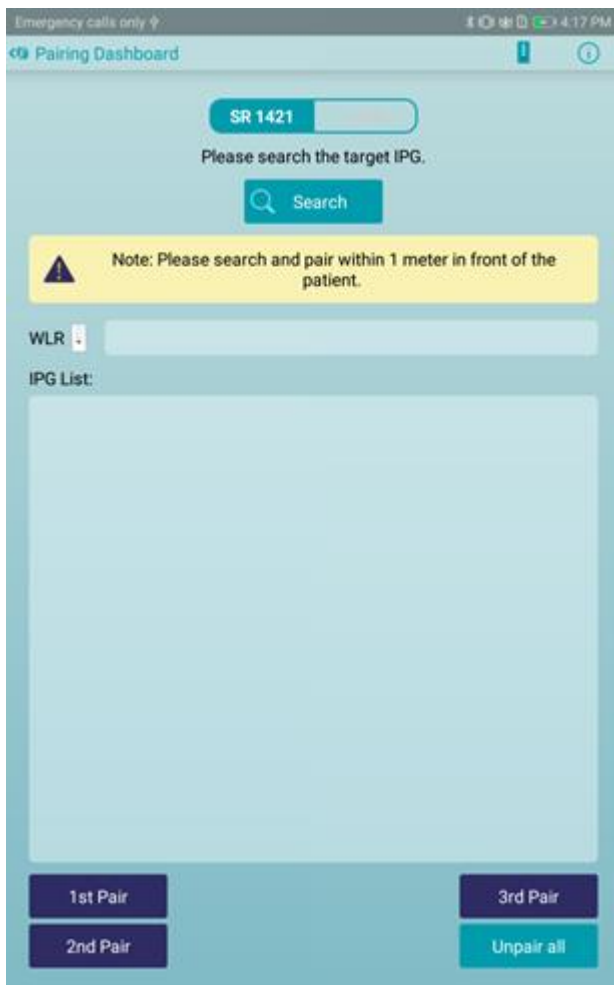 Emergency calls only
4:17 PM
Pairing Dashboard
SR 1421
Please search the target IPG.
Search
Note: Please search and pair within 1 meter in front of the
patient.
WLR
IPG List:
1st Pair
3rd Pair
2nd Pair
Unpair all